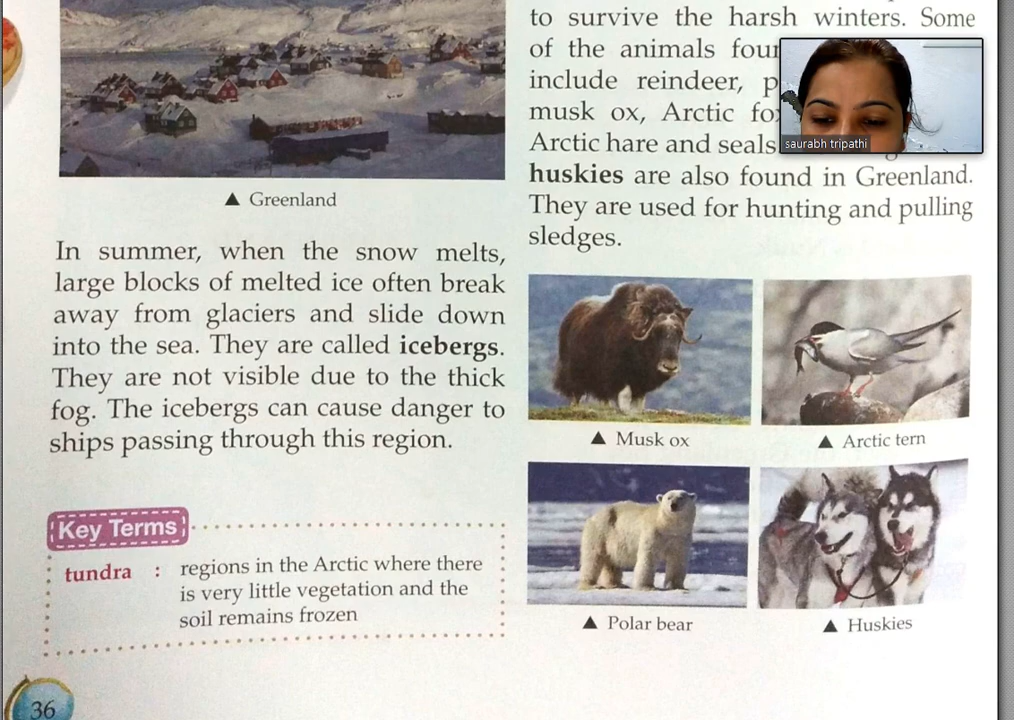 ▲ Greenland
In summer, when the snow melts,
large blocks of melted ice often break
away from glaciers and slide down
into the sea. They are called icebergs.
They are not visible due to the thick
fog. The icebergs can cause danger to
ships passing through this region.
Key Terms
tundra : regions in the Arctic where there
is very little vegetation and the
soil remains frozen
36
to survive the harsh winters. Some
of the animals
include reindeer,
musk ox, Arctic
Arctic hare and seals
huskies are also found in Greenland.
They are used for hunting and pulling
sledges.
▲ Musk ox
▲ Arctic tern
▲ Polar bear
▲ Huskies
saurabh tripathi